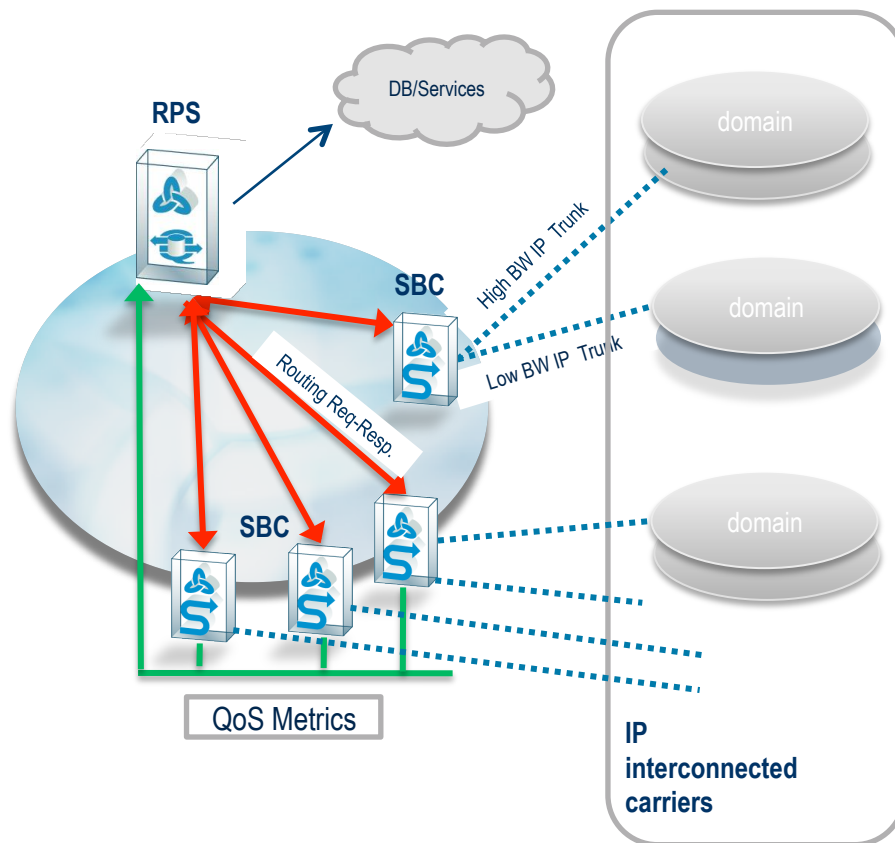 DB/Services
RPS
domain
High BW IP  Trunk
SBC
domain
Low BW IP  Trunk
Routing Req-Resp.
domain
SBC
QoS Metrics
IP
interconnected
carriers